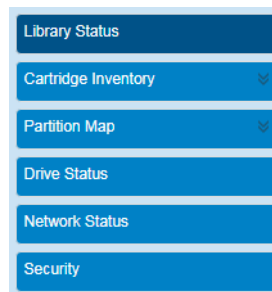 Library Status
Cartridge Inventory
Partition Map
Drive Status
Network Status
Security